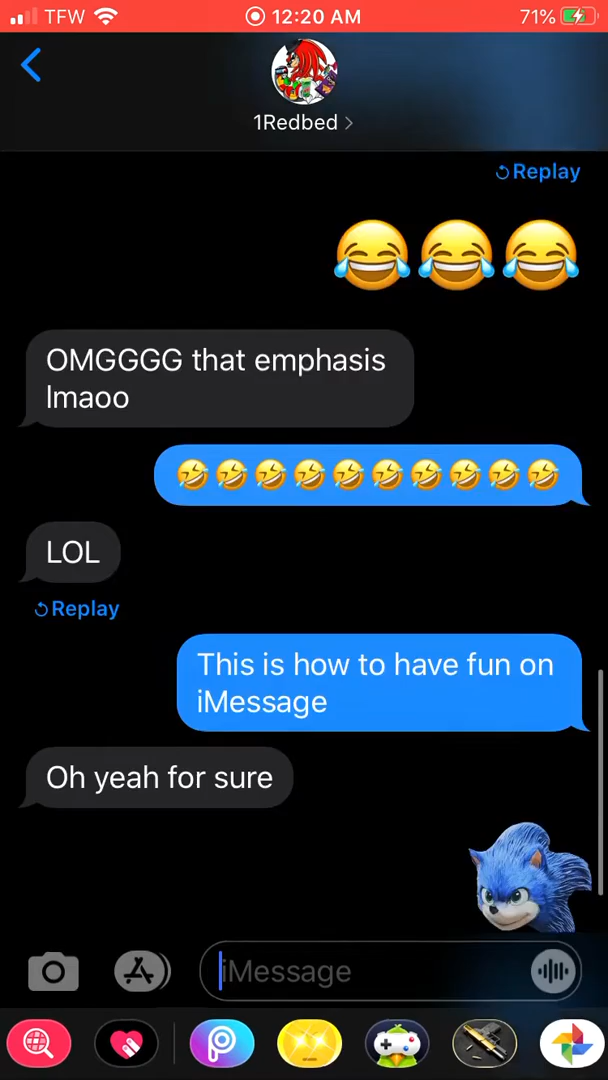 TFW 12:20 AM 71%
1Redbed
Replay
😂😂😂
OMGGGG that emphasis
lmaoo
🤣🤣🤣🤣🤣🤣🤣🤣🤣🤣
LOL
Replay
This is how to have fun on
iMessage
Oh yeah for sure
iMessage